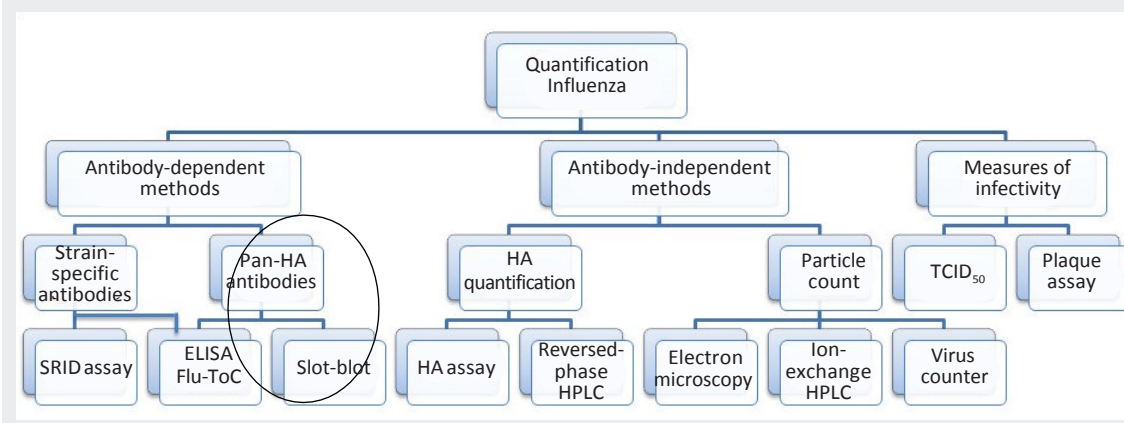 Quantification
Influenza
Antibody-dependent
methods
Antibody-independent
methods
Measures of
infectivity
Strain-
specific
antibodies
Pan-HA
antibodies
HA
quantification
Particle
count
TCID50
Plaque
assay
SRID assay
ELISA
Flu-ToC
Slot-blot
HA assay
Reversed-
phase
HPLC
Electron
microscopy
Ion-
exchange
HPLC
Virus
counter